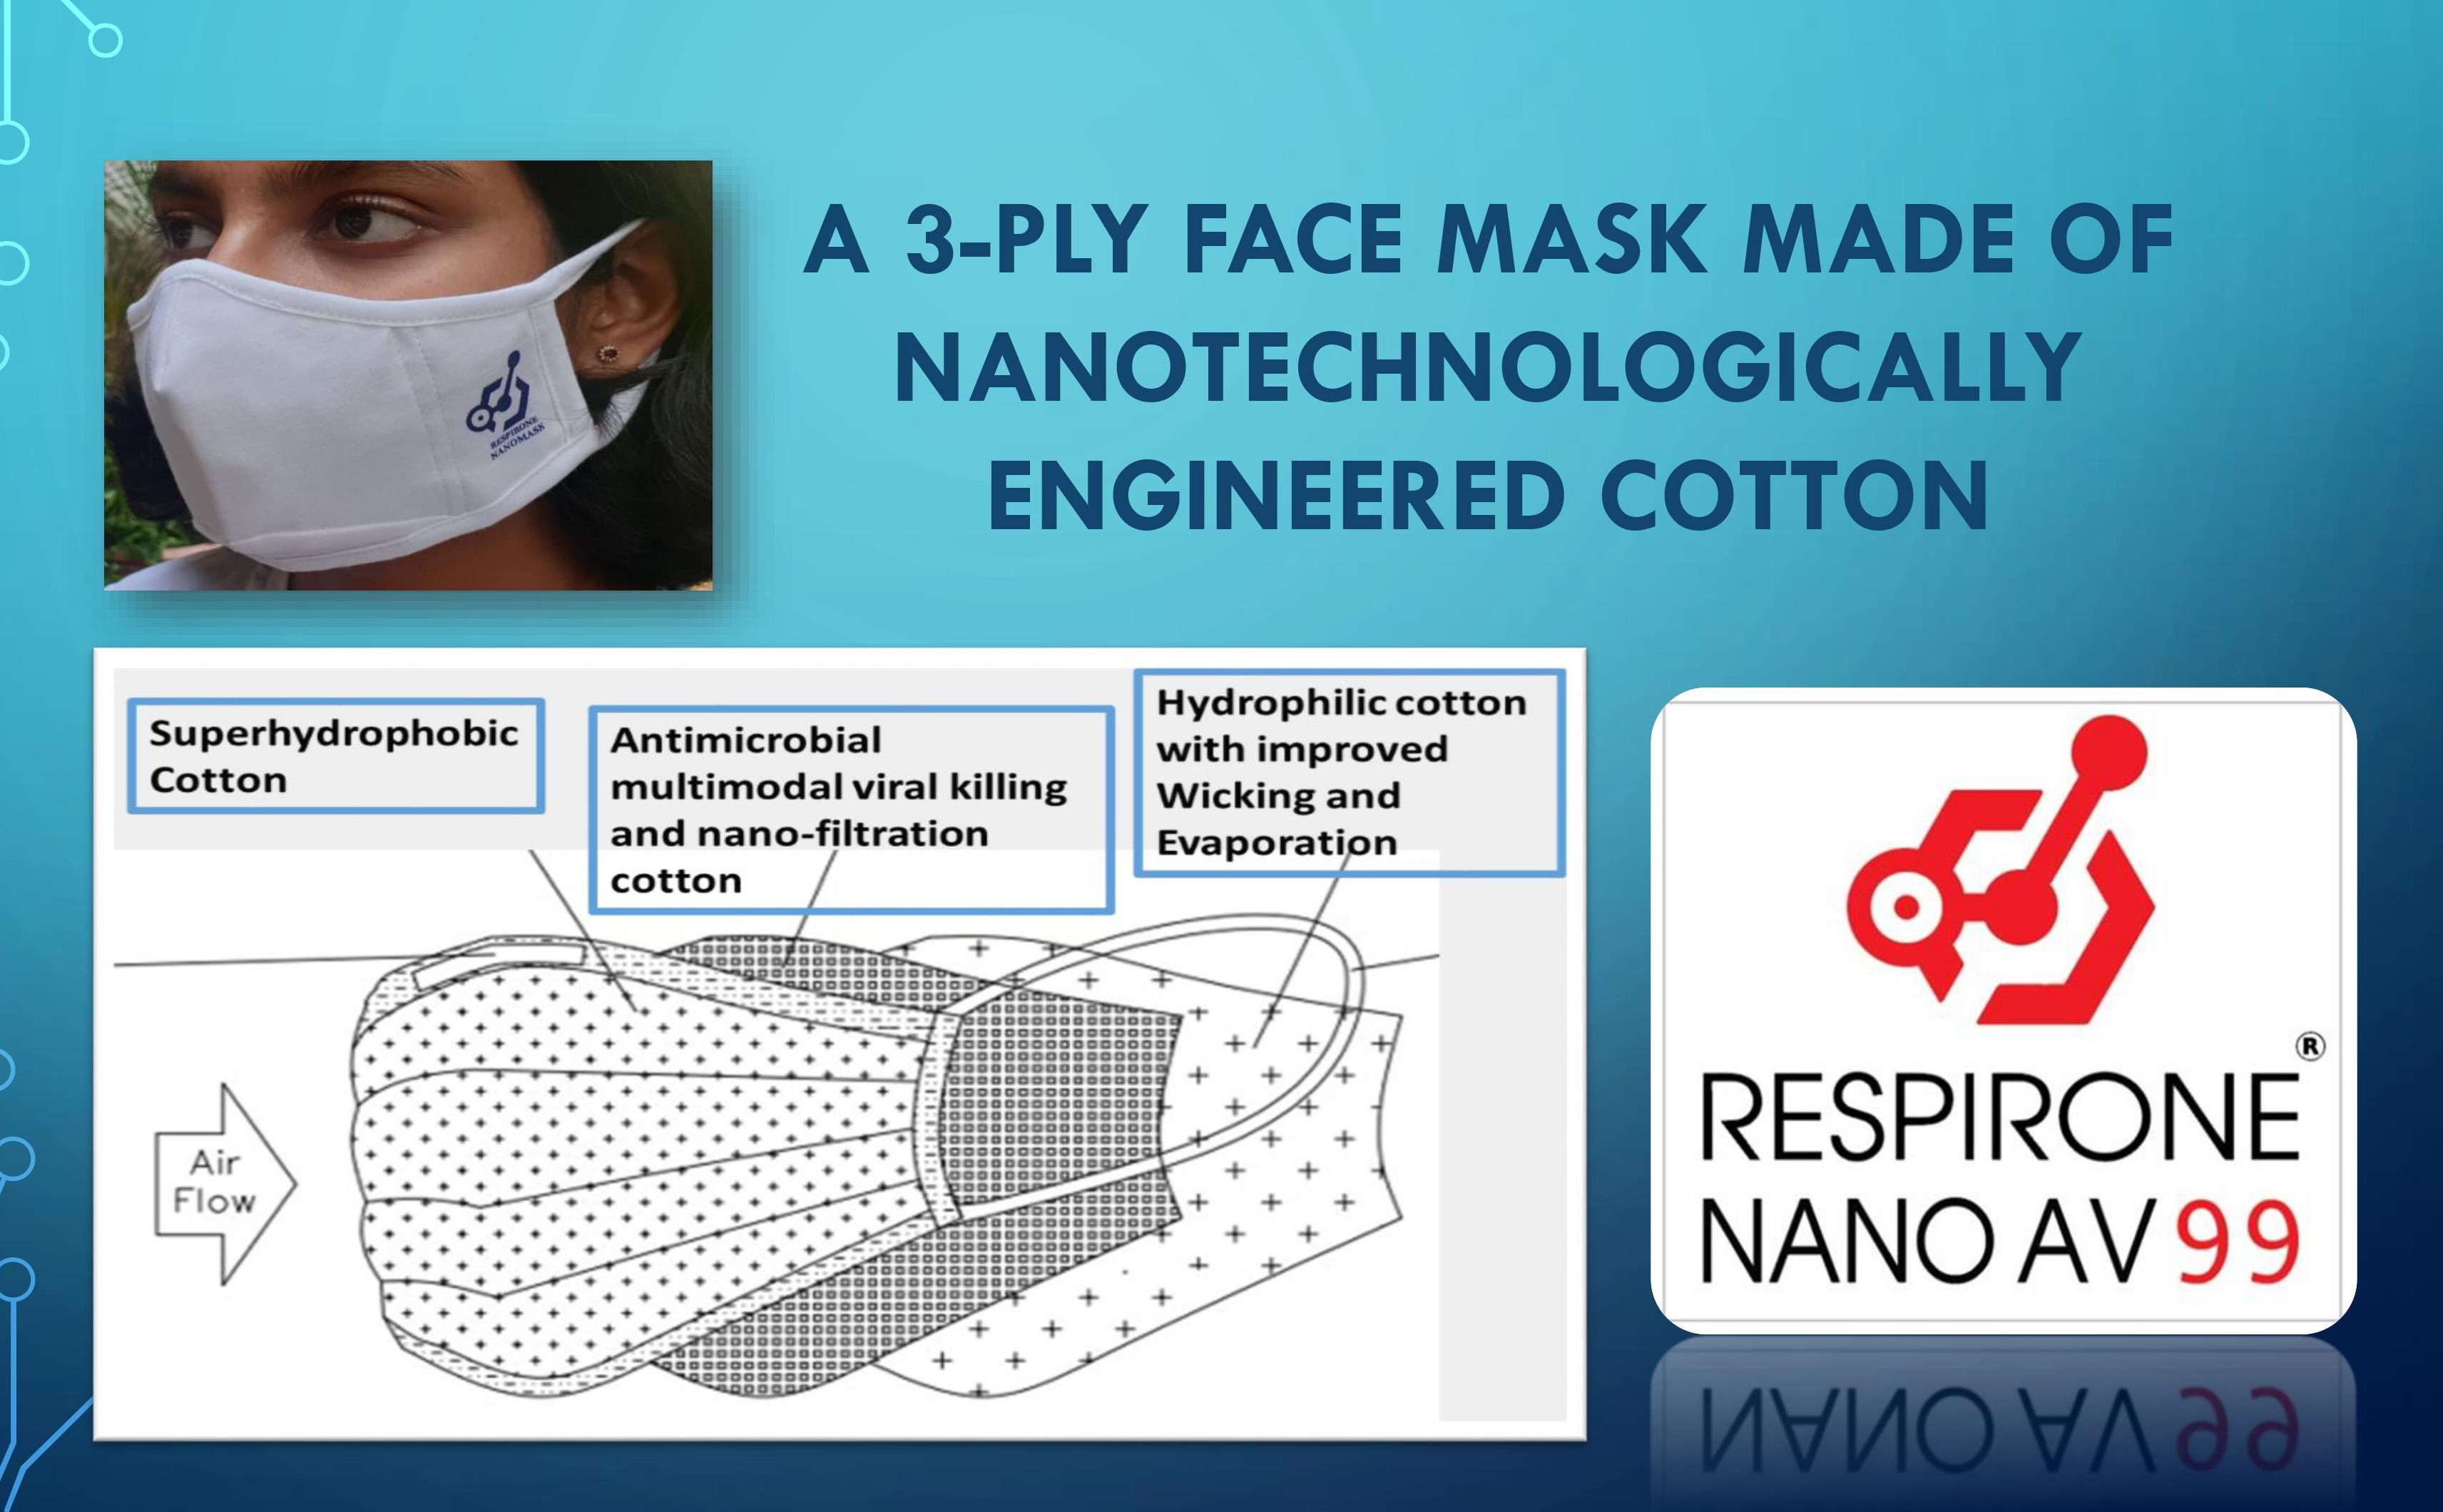 A 3-PLY FACE MASK MADE OF
NANOTECHNOLOGICALLY
ENGINEERED COTTON
RESPIRONE
NANOMASK
Superhydrophobic
Cotton
Antimicrobial
multimodal viral killing
and nano-filtration
cotton
Hydrophilic cotton
with improved
Wicking and
Evaporation
Air
Flow
RESPIRONE®
NANO AV 99